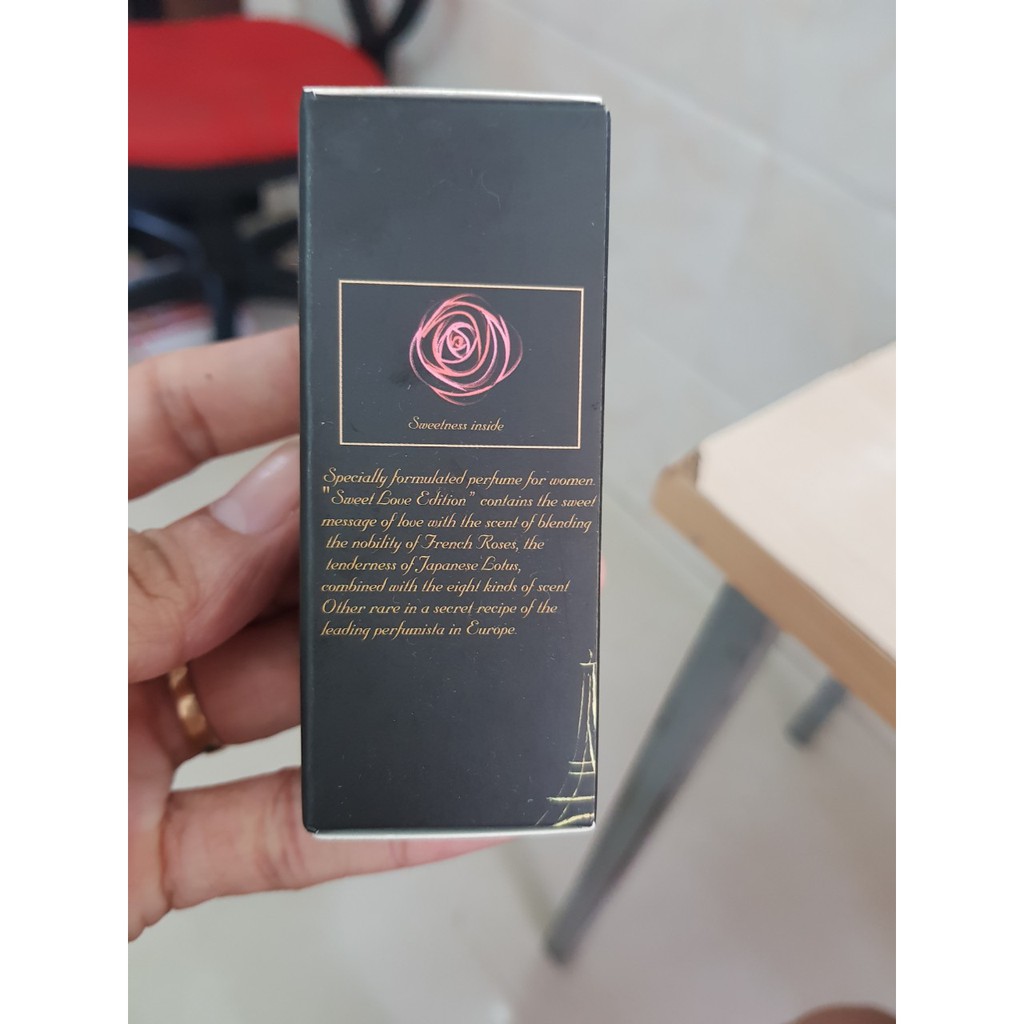 Sweetness inside
Specially formulated perfume for women.
"Sweet Love Edition" contains the sweet
message of love with the scent of blending
the nobility of French Roses, the
tenderness of Japanese Lotus,
combined with the eight kinds of scent
Other rare in a secret recipe of the
leading perfumista in Europe